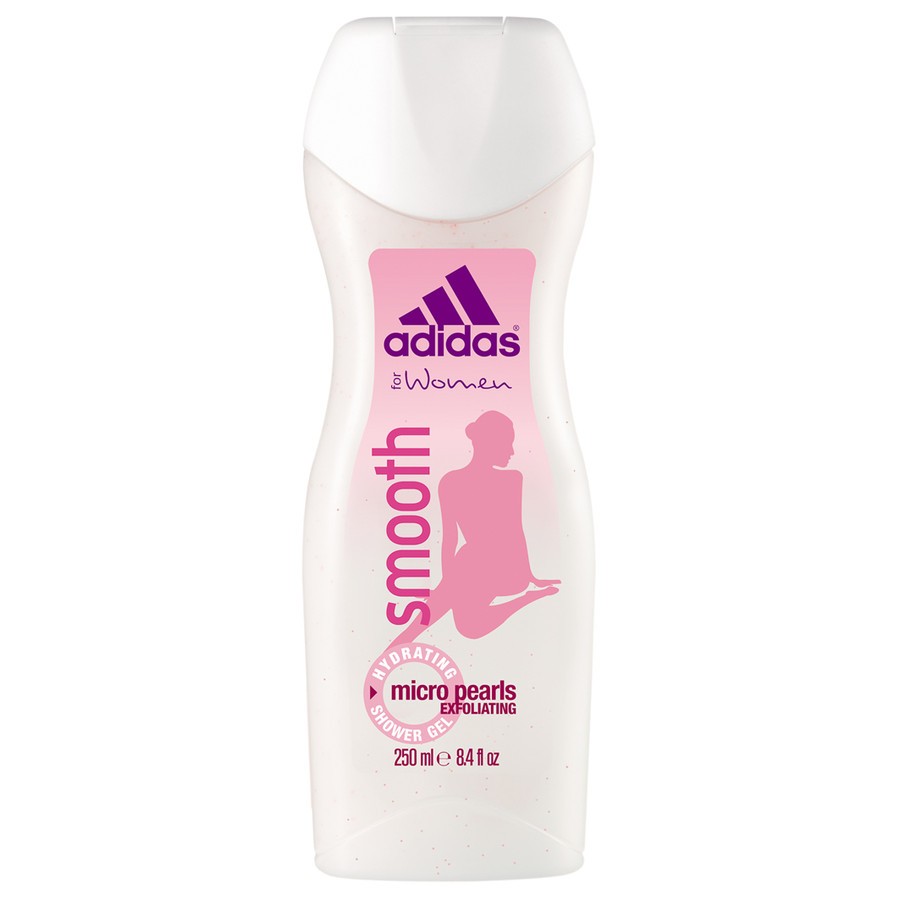 adidas®
for Women
smooth
HYDRATING
SHOWER GEL
micro pearls
EXFOLIATING
250 ml e 8.4 fl oz